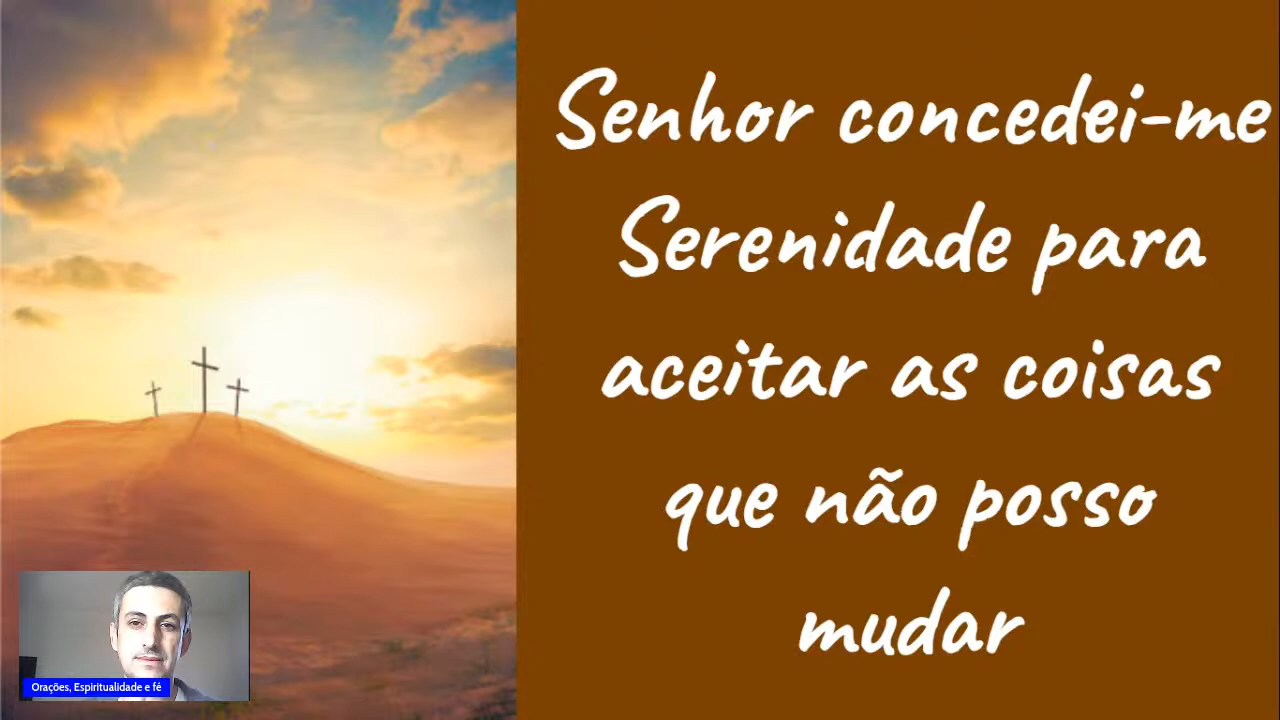 Senhor concedei-me
Serenidade para
aceitar as coisas
que não posso
mudar
Orações, Espiritualidade e fé